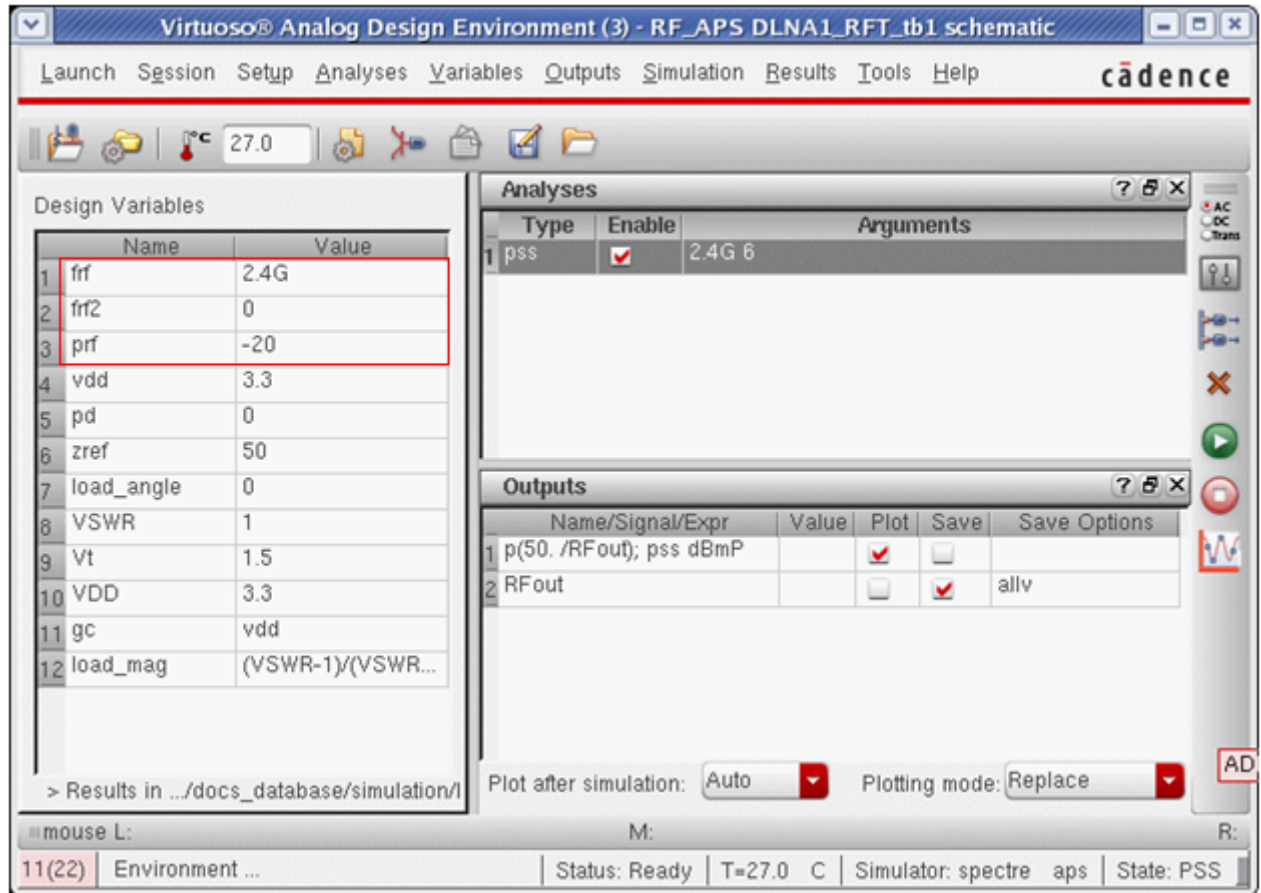 Virtuoso® Analog Design Environment (3) - RF_APS DLNA1_RFT_tb1 schematic
Launch Session Setup Analyses Variables Outputs Simulation Results Tools Help cādence
°C 27.0
Design Variables
Name Value
1 frf 2.4G
2 frf2 0
3 prf -20
4 vdd 3.3
5 pd 0
6 zref 50
7 load_angle 0
8 VSWR 1
9 Vt 1.5
10 VDD 3.3
11 gc vdd
12 load_mag (VSWR-1)/(VSWR...
> Results in .../docs_database/simulation/l
Analyses ?
Type Enable Arguments
1 pss 2.4G 6
AC
DC
Trans
Outputs ?
Name/Signal/Expr Value Plot Save Save Options
1 p(50. /RFout); pss dBmP
2 RFout allv
Plot after simulation: Auto Plotting mode: Replace
AD
mouse L: M: R:
11(22) Environment ... Status: Ready T=27.0 C Simulator: spectre aps State: PSS